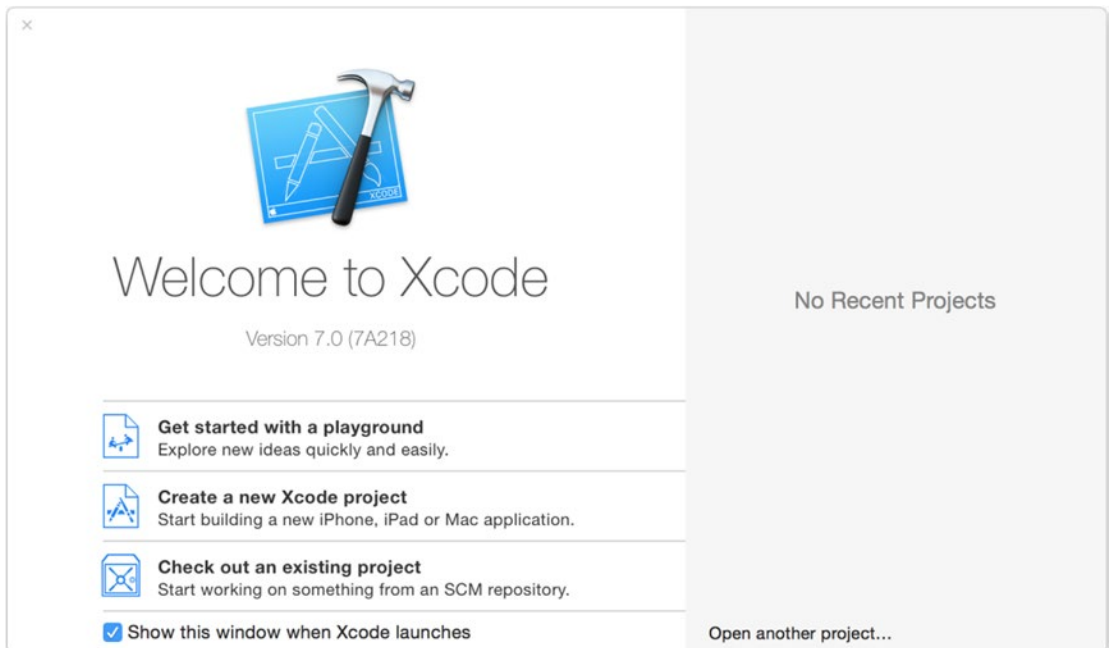 XCODE
Welcome to Xcode
Version 7.0 (7A218)
Get started with a playground
Explore new ideas quickly and easily.
Create a new Xcode project
Start building a new iPhone, iPad or Mac application.
Check out an existing project
Start working on something from an SCM repository.
Show this window when Xcode launches
No Recent Projects
Open another project...